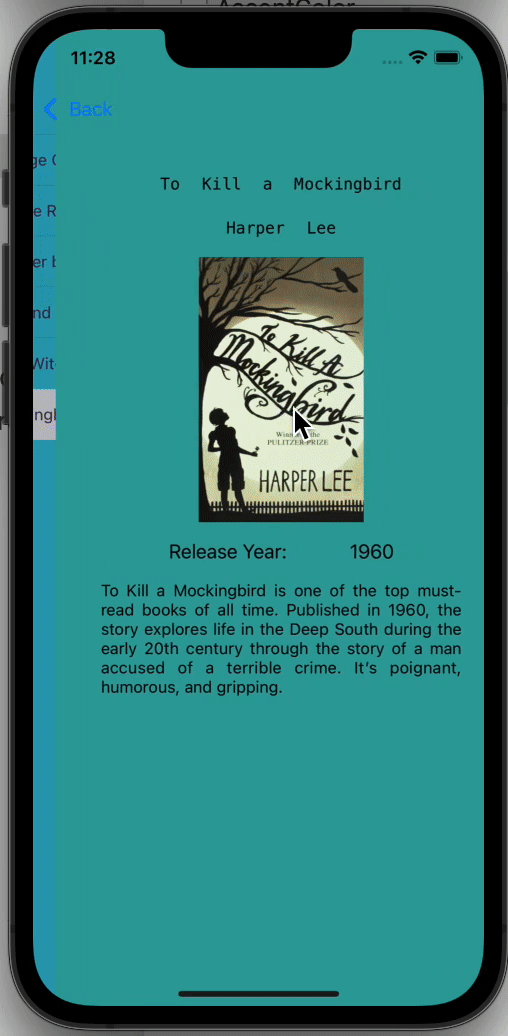 AccentColor
11:28
Back
ge
e R
er b
nd
Wit
ngl
To Kill a Mockingbird
Harper Lee
To Kill A
Mockingbird
Winner of the
PULITZER PRIZE
HARPER LEE
Release Year: 1960
To Kill a Mockingbird is one of the top must-
read books of all time. Published in 1960, the
story explores life in the Deep South during the
early 20th century through the story of a man
accused of a terrible crime. It’s poignant,
humorous, and gripping.